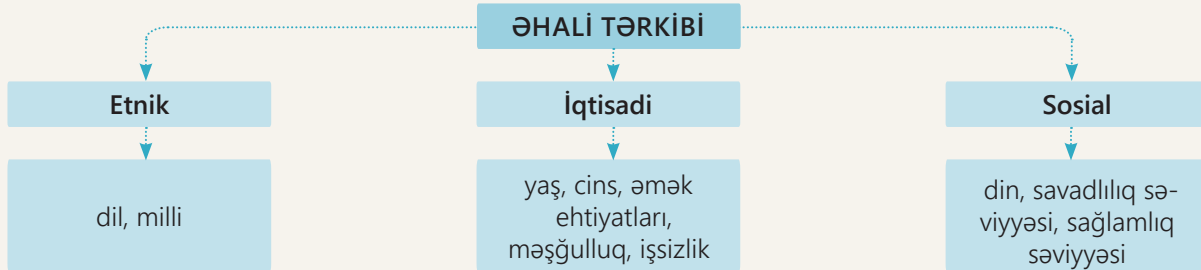 ƏHALİ TƏRKİBİ
Etnik
İqtisadi
Sosial
dil, milli
yaş, cins, əmək
ehtiyatları,
məşğulluq, işsizlik
din, savadlılıq sə-
viyyəsi, sağlamlıq
səviyyəsi